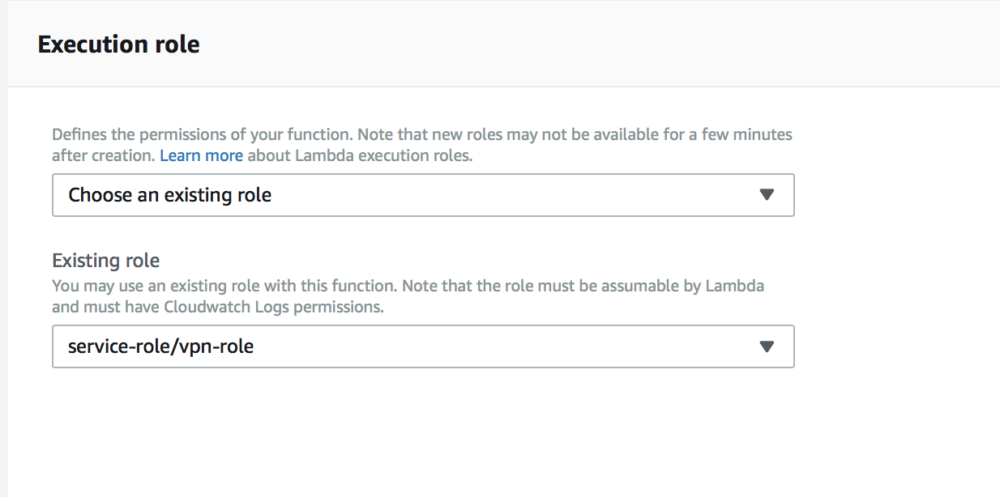 Execution role
Defines the permissions of your function. Note that new roles may not be available for a few minutes
after creation. Learn more about Lambda execution roles.
Choose an existing role
Existing role
You may use an existing role with this function. Note that the role must be assumable by Lambda
and must have Cloudwatch Logs permissions.
service-role/vpn-role